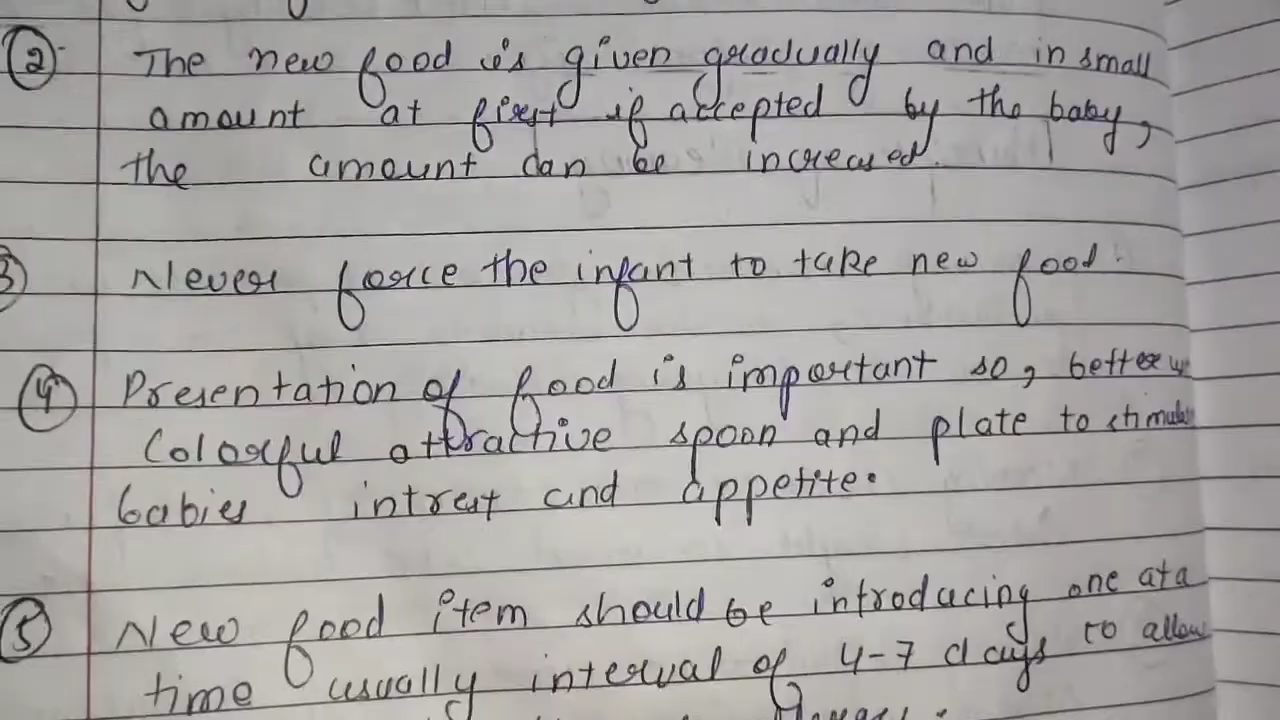 ② The new food is given gradually and in small
amount at first if accepted by the baby,
the amount can be increased.
3 Never force the infant to take new food.
④ Presentation of food is important so, better
Colorful attractive spoon and plate to
babies intrest and appetite.
⑤ New food item should be introducing one at a
time usually interval of 4-7 days to allow